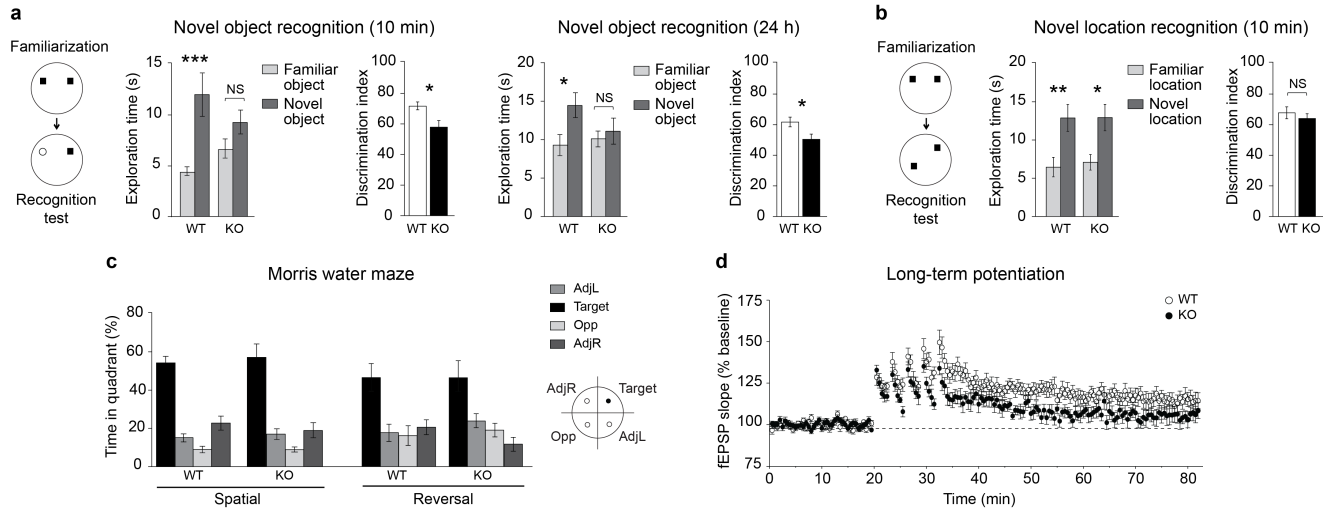 a
Novel object recognition (10 min)
Familiarization
Recognition
test
Exploration time (s)
15
10
5
0
***
NS
WT
KO
Familiar
object
Novel
object
Discrimination index
100
80
60
40
20
0
*
WT KO
Novel object recognition (24 h)
Exploration time (s)
20
15
10
5
0
*
NS
WT
KO
Familiar
object
Novel
object
Discrimination index
100
80
60
40
20
0
*
WT KO
b
Novel location recognition (10 min)
Familiarization
Recognition
test
Exploration time (s)
20
15
10
5
0
**
*
WT
KO
Familiar
location
Novel
location
Discrimination index
100
80
60
40
20
0
NS
WT KO
c
Morris water maze
Time in quadrant (%)
80
60
40
20
0
WT
KO
WT
KO
Spatial
Reversal
AdjL
Target
Opp
AdjR
AdjR
Target
Opp
AdjL
d
Long-term potentiation
fEPSP slope (% baseline)
175
150
125
100
75
WT
KO
0
10
20
30
40
50
60
70
80
Time (min)